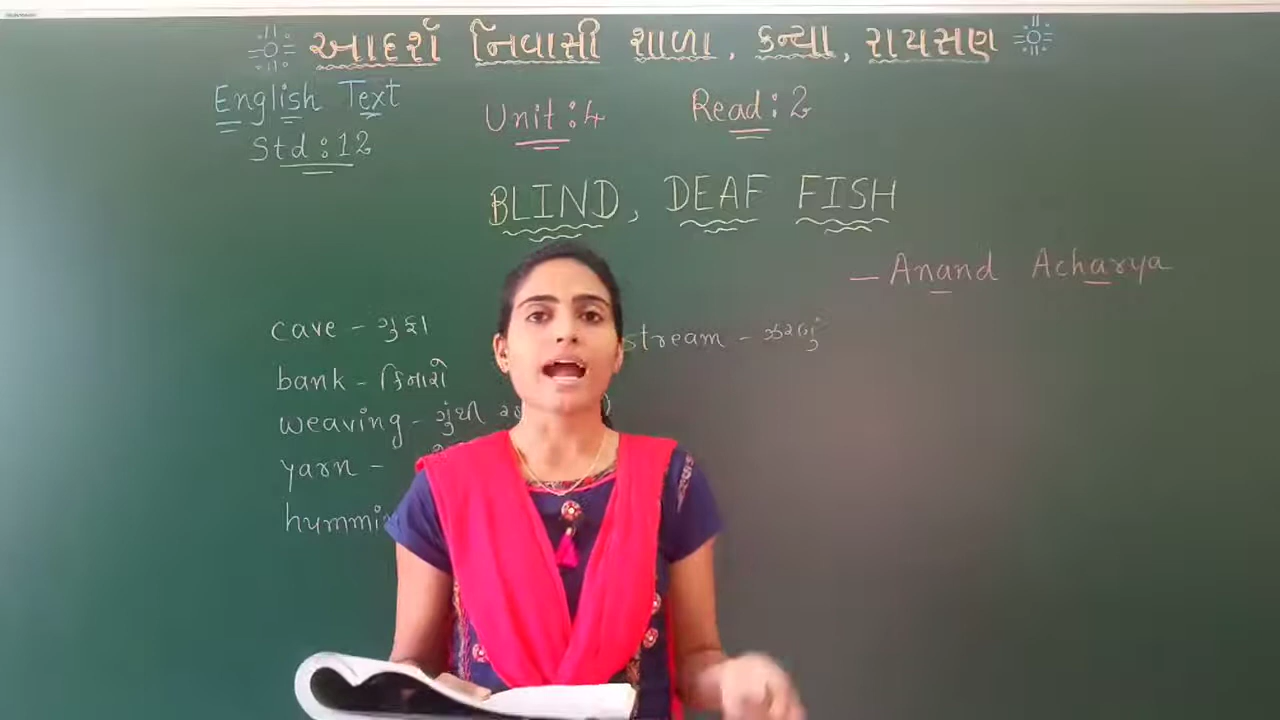 આદર્શ નિવાસી શાળા, કન્યા, રાયસણ
English Text
Unit:4
Read:2
Std:12
BLIND, DEAF FISH
— Anand Acharya
cave - ગુફા
stream - ઝરણું
bank - કિનારો
weaving - ગુંથી
yarn -